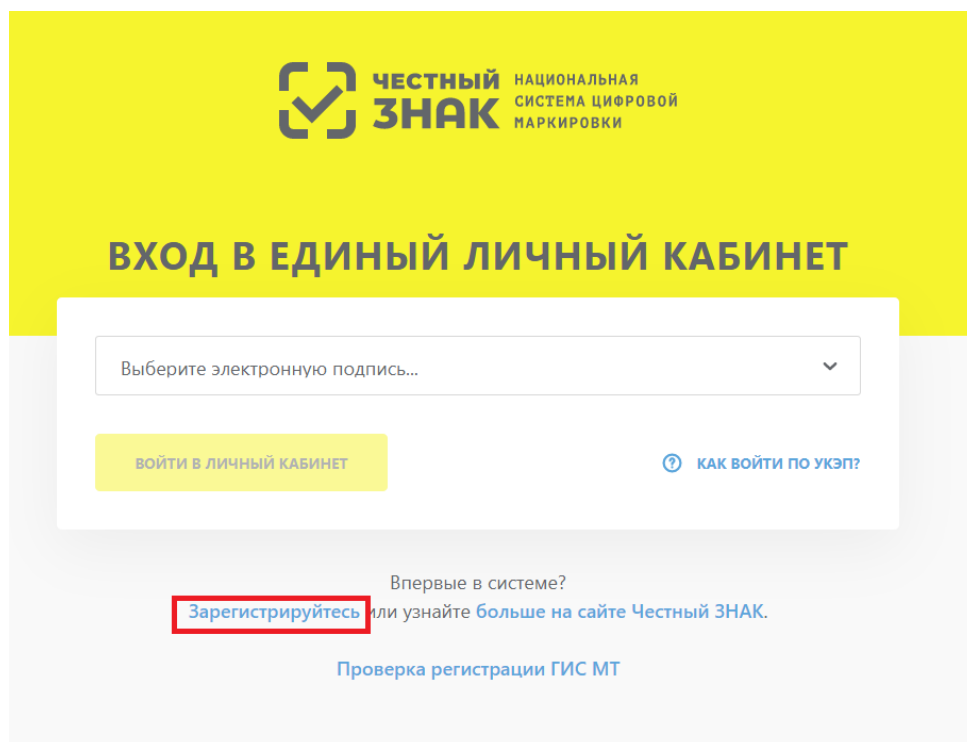 ЧЕСТНЫЙ ЗНАК
НАЦИОНАЛЬНАЯ
СИСТЕМА ЦИФРОВОЙ
МАРКИРОВКИ
ВХОД В ЕДИНЫЙ ЛИЧНЫЙ КАБИНЕТ
Выберите электронную подпись...
ВОЙТИ В ЛИЧНЫЙ КАБИНЕТ
КАК ВОЙТИ ПО УКЭП?
Впервые в системе?
Зарегистрируйтесь или узнайте больше на сайте Честный ЗНАК.
Проверка регистрации ГИС МТ